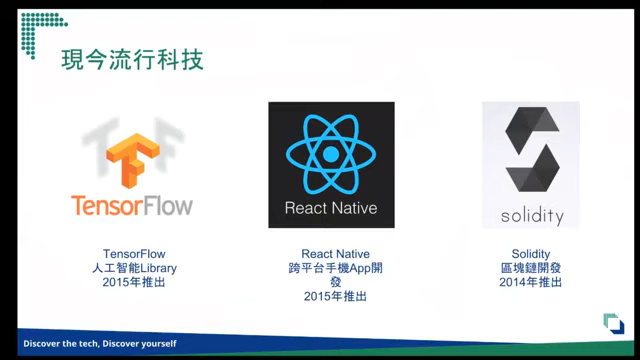 現今流行科技
TensorFlow
React Native
solidity
TensorFlow
人工智能Library
2015年推出
React Native
跨平台手機App開
發
2015年推出
Solidity
區塊鏈開發
2014年推出
Discover the tech, Discover yourself